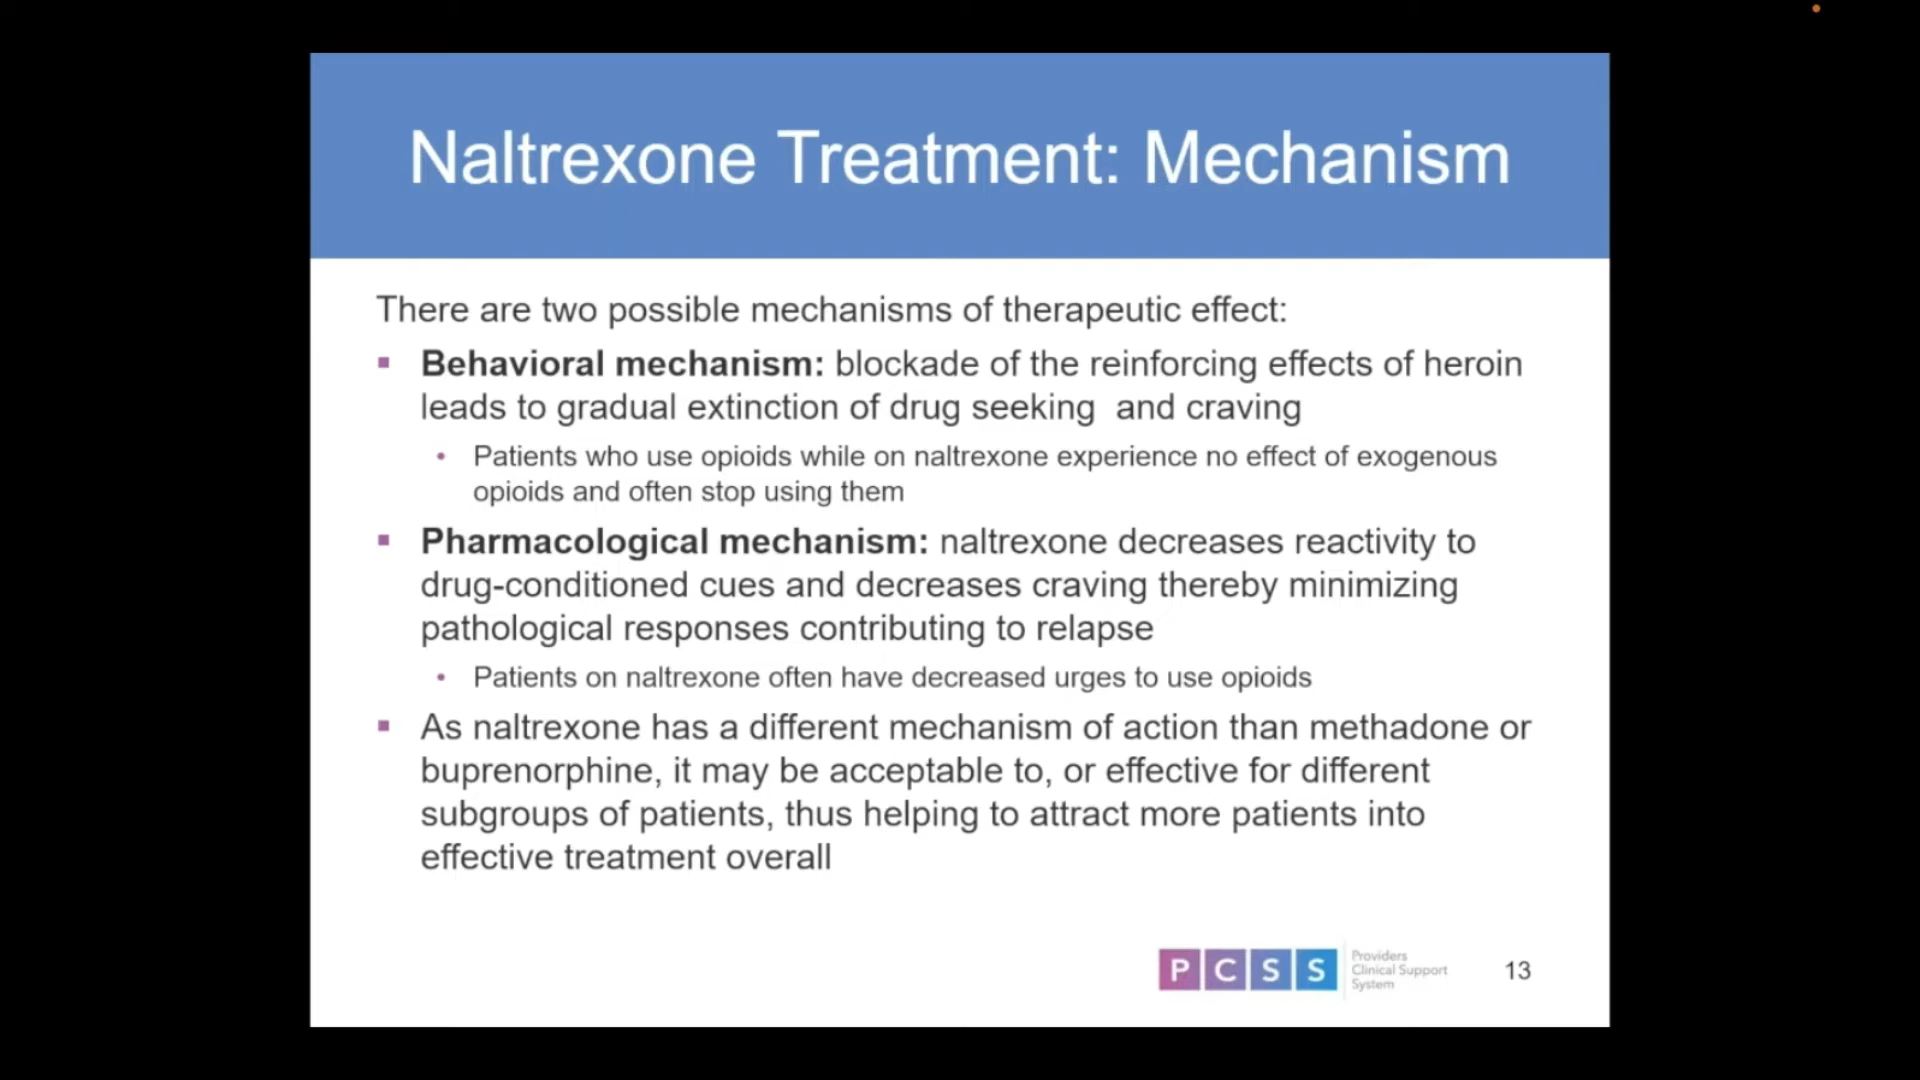 Naltrexone Treatment: Mechanism
There are two possible mechanisms of therapeutic effect:
▪ Behavioral mechanism: blockade of the reinforcing effects of heroin
leads to gradual extinction of drug seeking  and craving
• Patients who use opioids while on naltrexone experience no effect of exogenous
opioids and often stop using them
▪ Pharmacological mechanism: naltrexone decreases reactivity to
drug-conditioned cues and decreases craving thereby minimizing
pathological responses contributing to relapse
• Patients on naltrexone often have decreased urges to use opioids
▪ As naltrexone has a different mechanism of action than methadone or
buprenorphine, it may be acceptable to, or effective for different
subgroups of patients, thus helping to attract more patients into
effective treatment overall
PCSS
Providers
Clinical Support
System
13